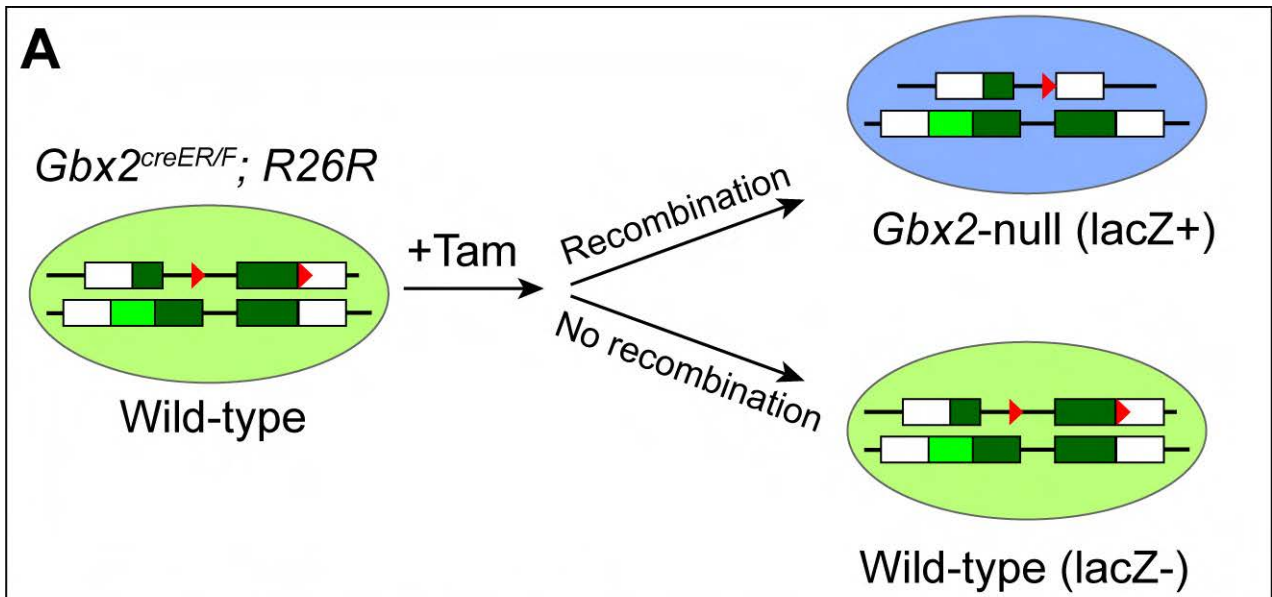 A
Gbx2creER/F; R26R
Wild-type
+Tam
Recombination
No recombination
Gbx2-null (lacZ+)
Wild-type (lacZ-)